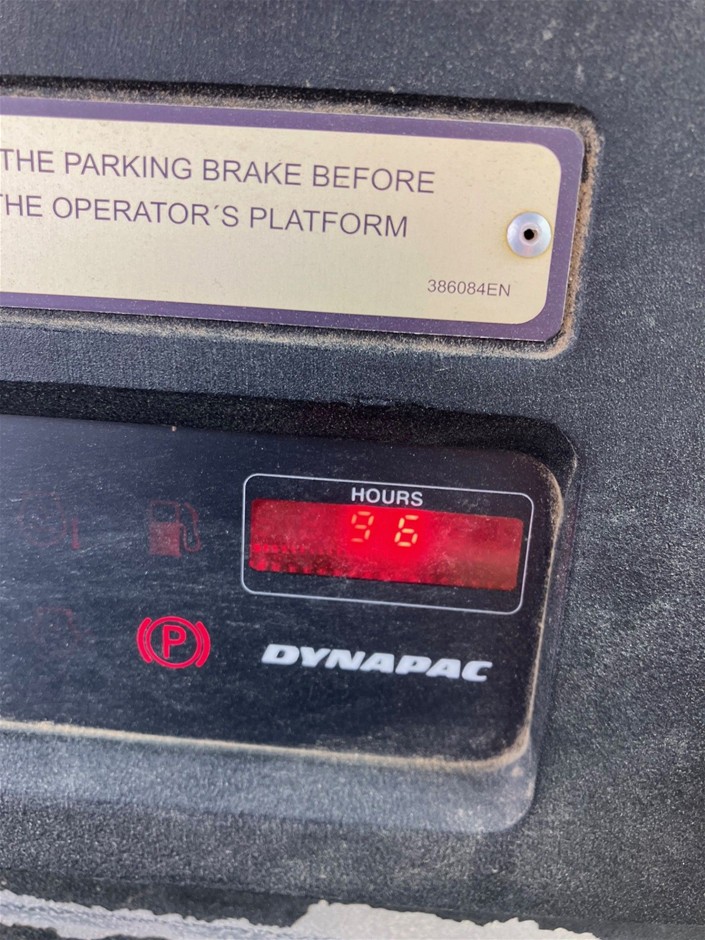 THE PARKING BRAKE BEFORE
THE OPERATOR´S PLATFORM
386084EN
HOURS
96
P
DYNAPAC